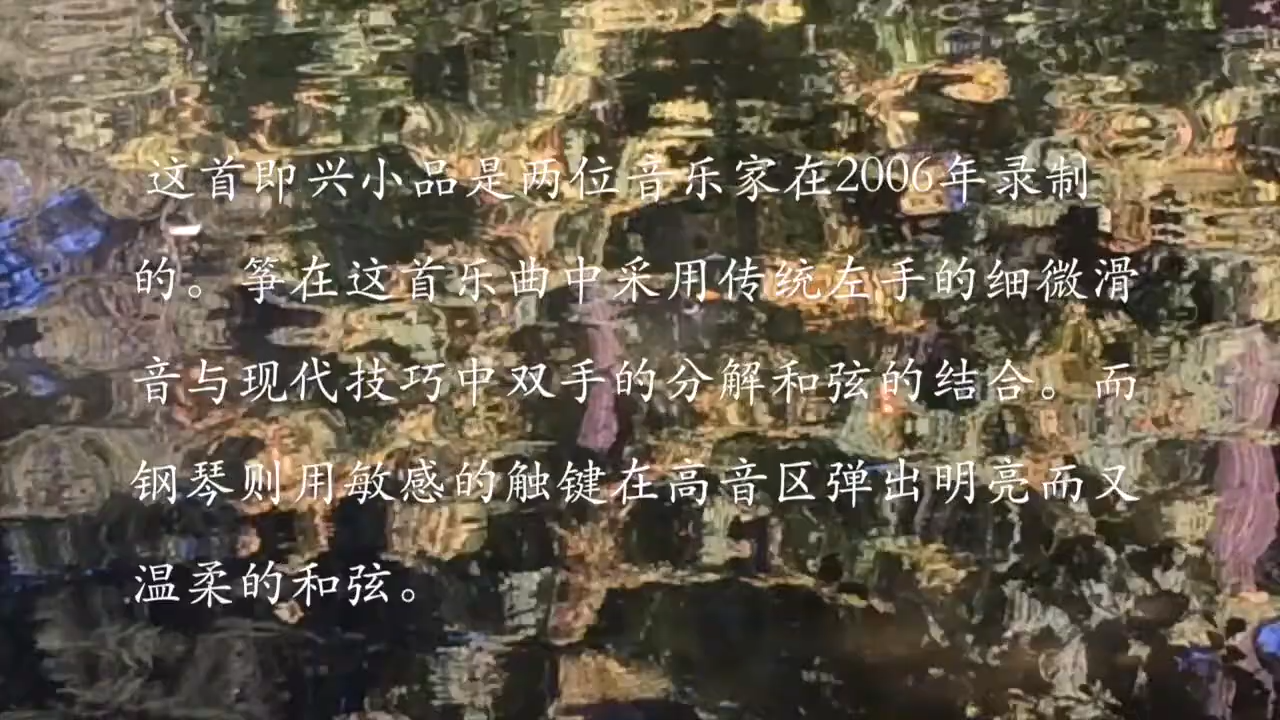 这首即兴小品是两位音乐家在2006年录制
的。筝在这首乐曲中采用传统左手的细微滑
音与现代技巧中双手的分解和弦的结合。而
钢琴则用敏感的触键在高音区弹出明亮而又
温柔的和弦。